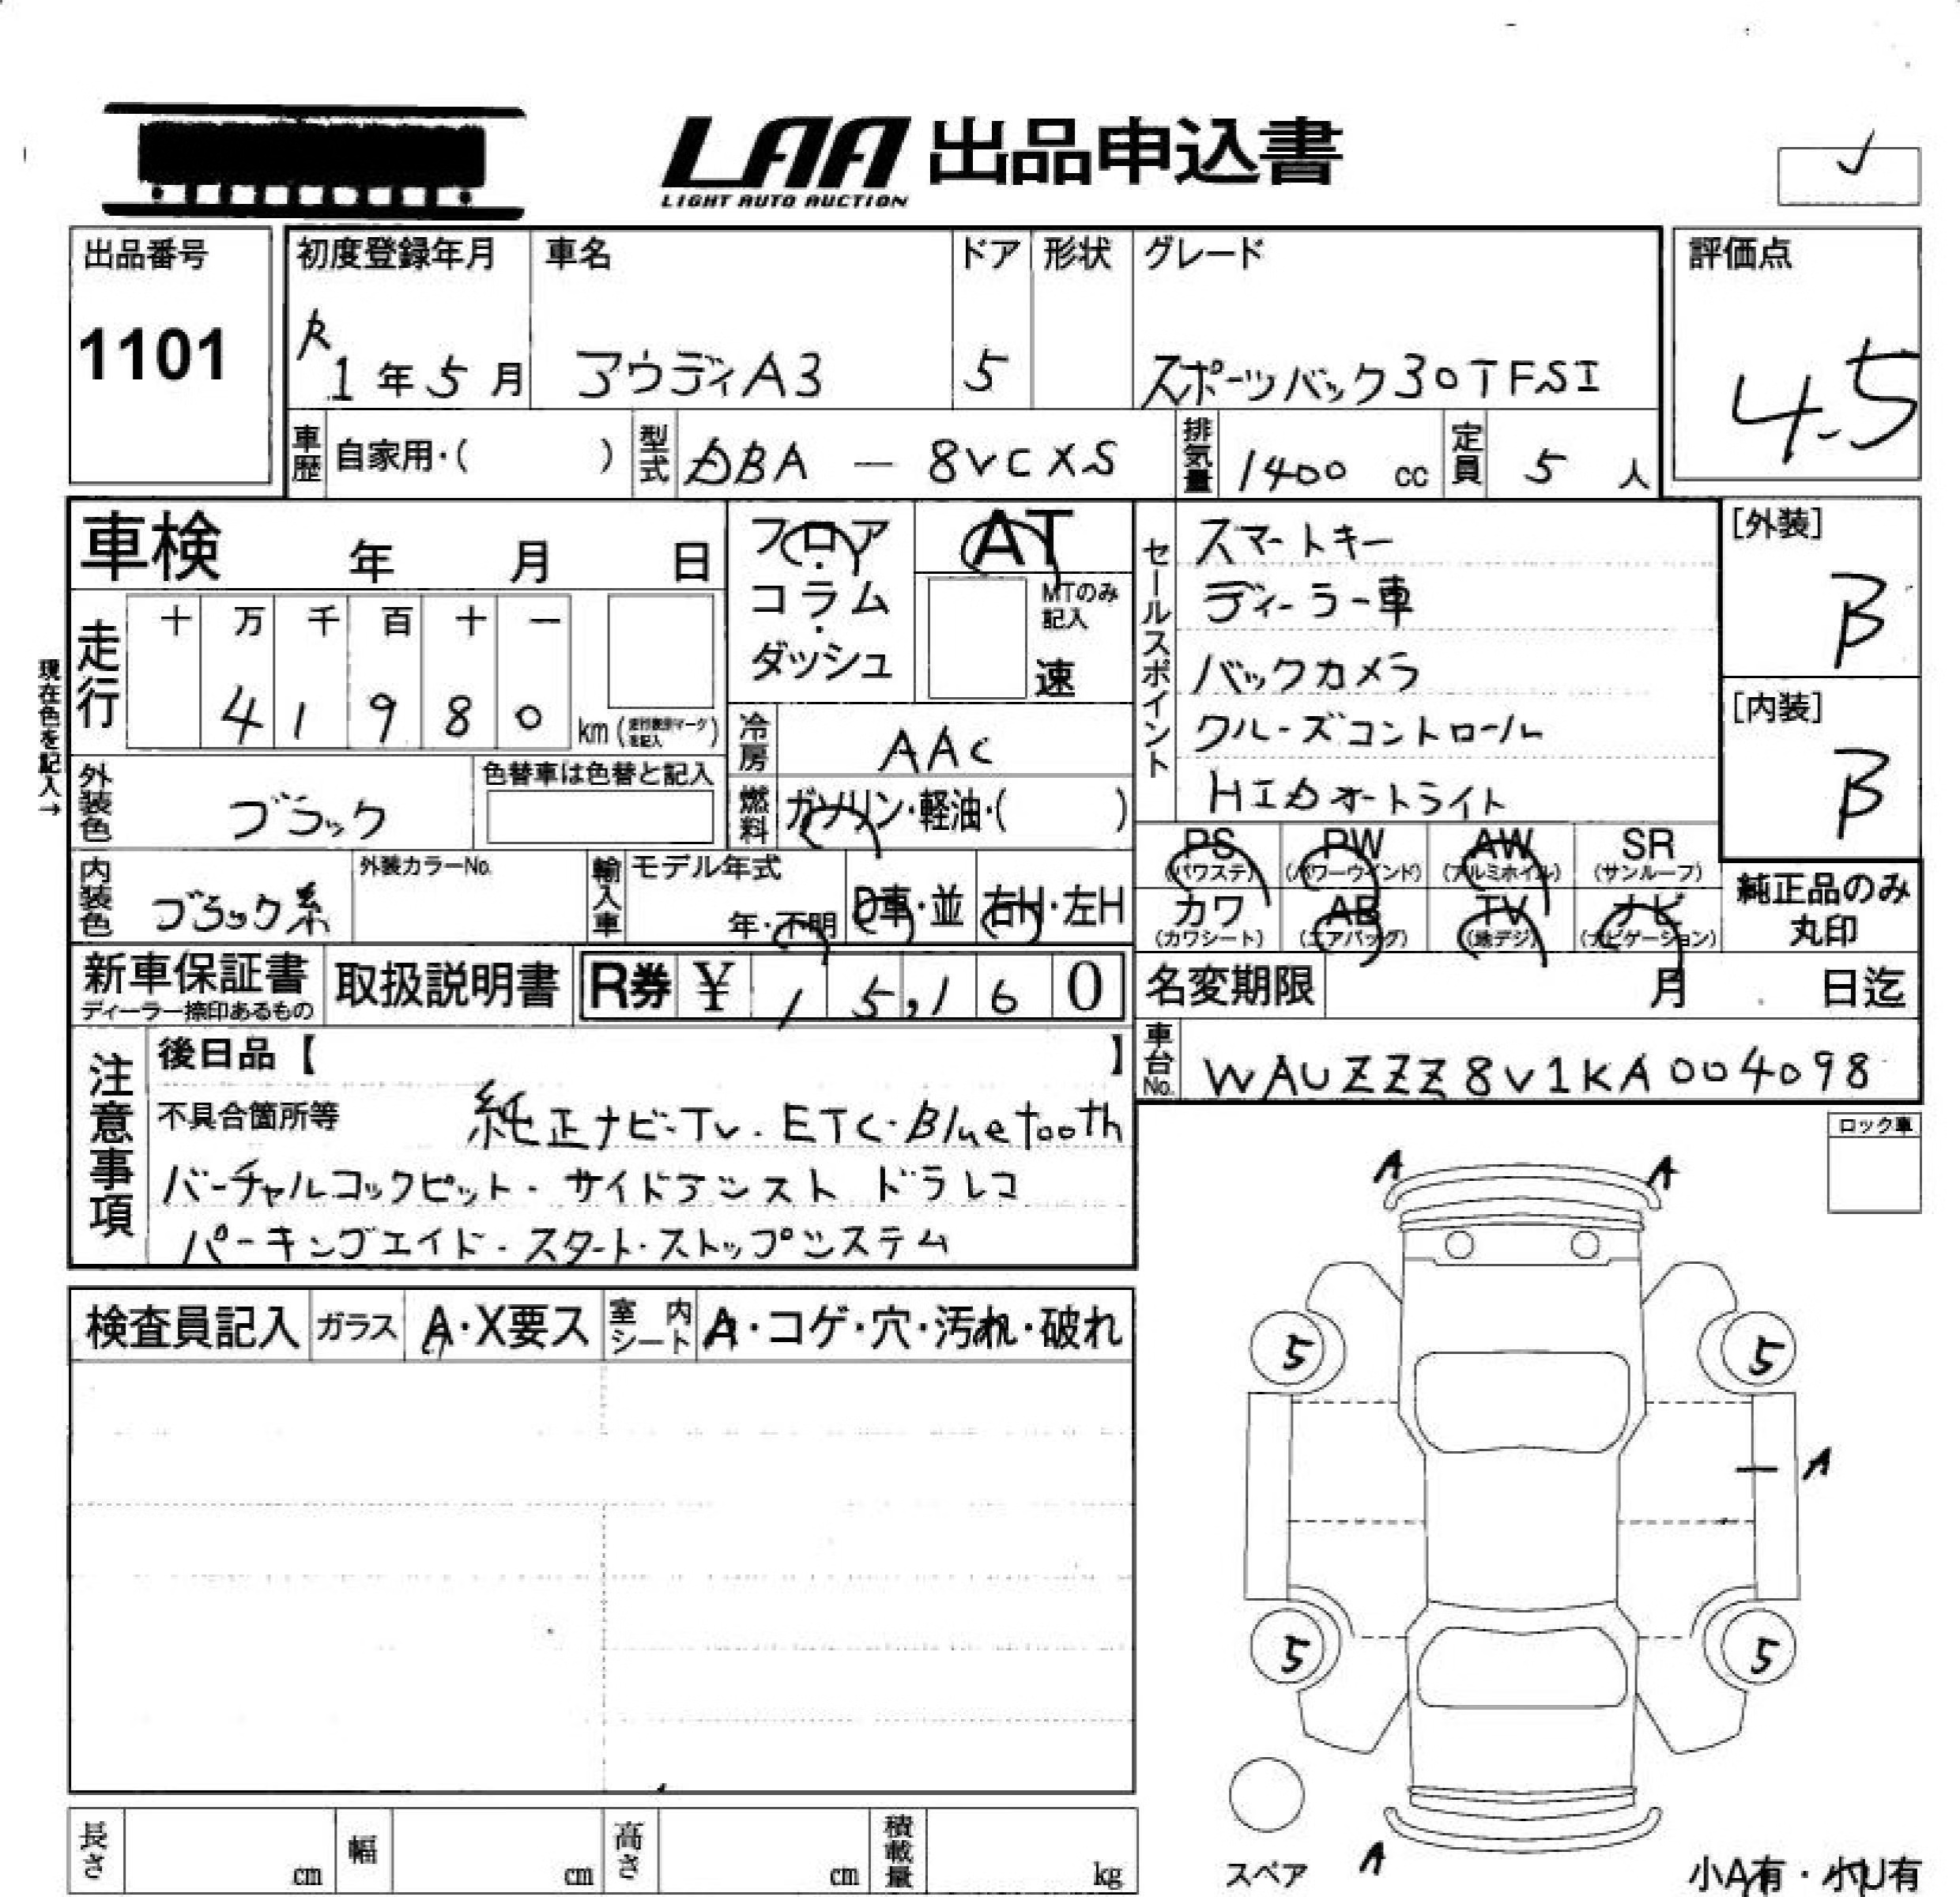 LAA 出品申込書
LIGHT AUTO AUCTION
出品番号
1101
初度登録年月
R1年5月
車名
アウディA3
ドア
5
形状
グレード
スポーツバック30TFSI
評価点
4.5
車歴 自家用・( )
型式 DBA - 8VCXS
排気量 1400 cc
定員 5 人
車検 年 月 日
フロア・コラム・ダッシュ
AT
MTのみ記入
速
セールスポイント
スマートキー
ディーラー車
バックカメラ
クルーズコントロール
HIDオートライト
[外装]
B
[内装]
B
現在色を記入→
走行
十 万 千 百 十 一
4 1 9 8 0 km
冷房 AAC
外装色 ブラック
色替車は色替と記入
燃料 ガソリン・軽油・( )
PS (パワステ)
PW (パワーウインド)
AW (アルミホイル)
SR (サンルーフ)
カワ (カワシート)
AB (エアバッグ)
TV (地デジ)
ナビ (ナビゲーション)
純正品のみ丸印
内装色 ブラック系
外装カラーNo.
輸入車
モデル年式
年・不明
D車・並
右H・左H
新車保証書
ディーラー捺印あるもの
取扱説明書
R券 ¥ 15,160
名変期限 月 日迄
車台No. WAUZZZ8V1KA004098
注意事項
後日品【 】
不具合箇所等
純正ナビ・TV・ETC・Bluetooth
バーチャルコックピット・サイドアシスト ドラレコ
パーキングエイド・スタート・ストップシステム
ロック車
A A
検査員記入
ガラス A・X要ス
室内シート A・コゲ・穴・汚れ・破れ
5 5
A
5 5
長さ cm
幅 cm
高さ cm
積載量 kg
スペア
A
小A有・小U有